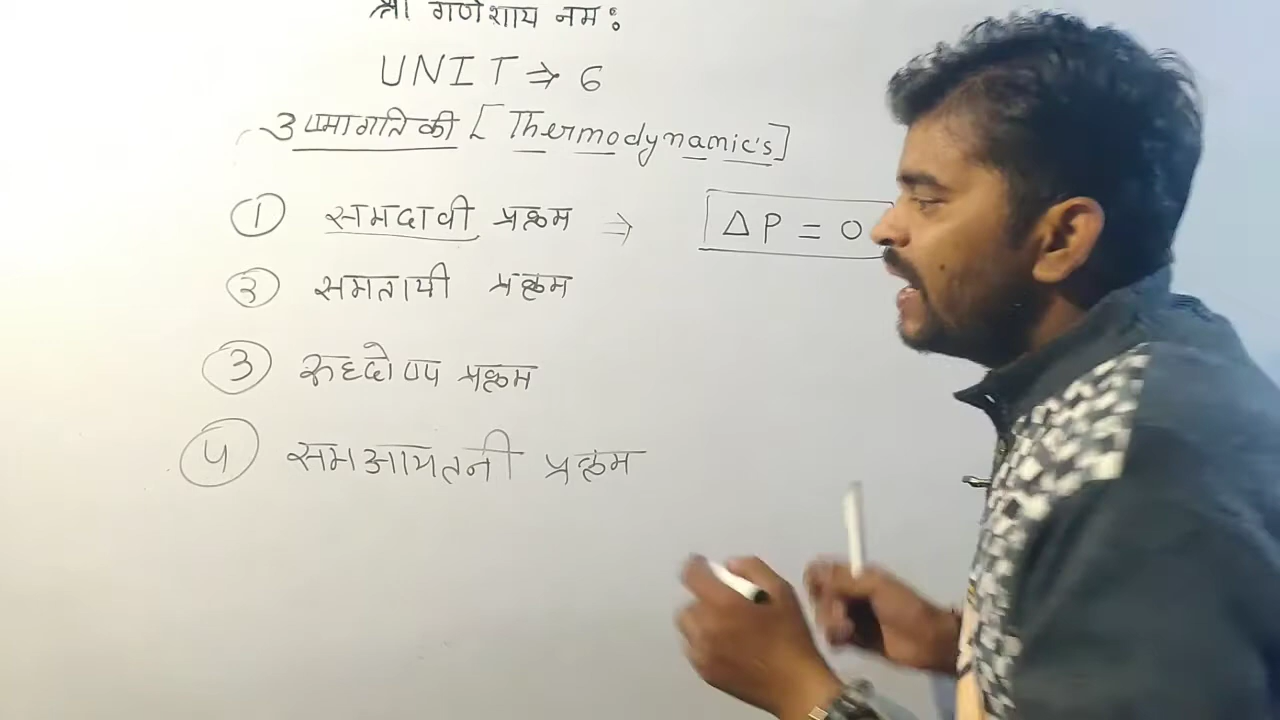 श्री गणेशाय नमः
UNIT ⇒ 6
उष्मागतिकी [Thermodynamic's]
① समदावी प्रक्रम ⇒ ΔP = 0
② समतापी प्रक्रम
③ रुद्दोष्प प्रक्रम
④ समआयतनी प्रक्रम